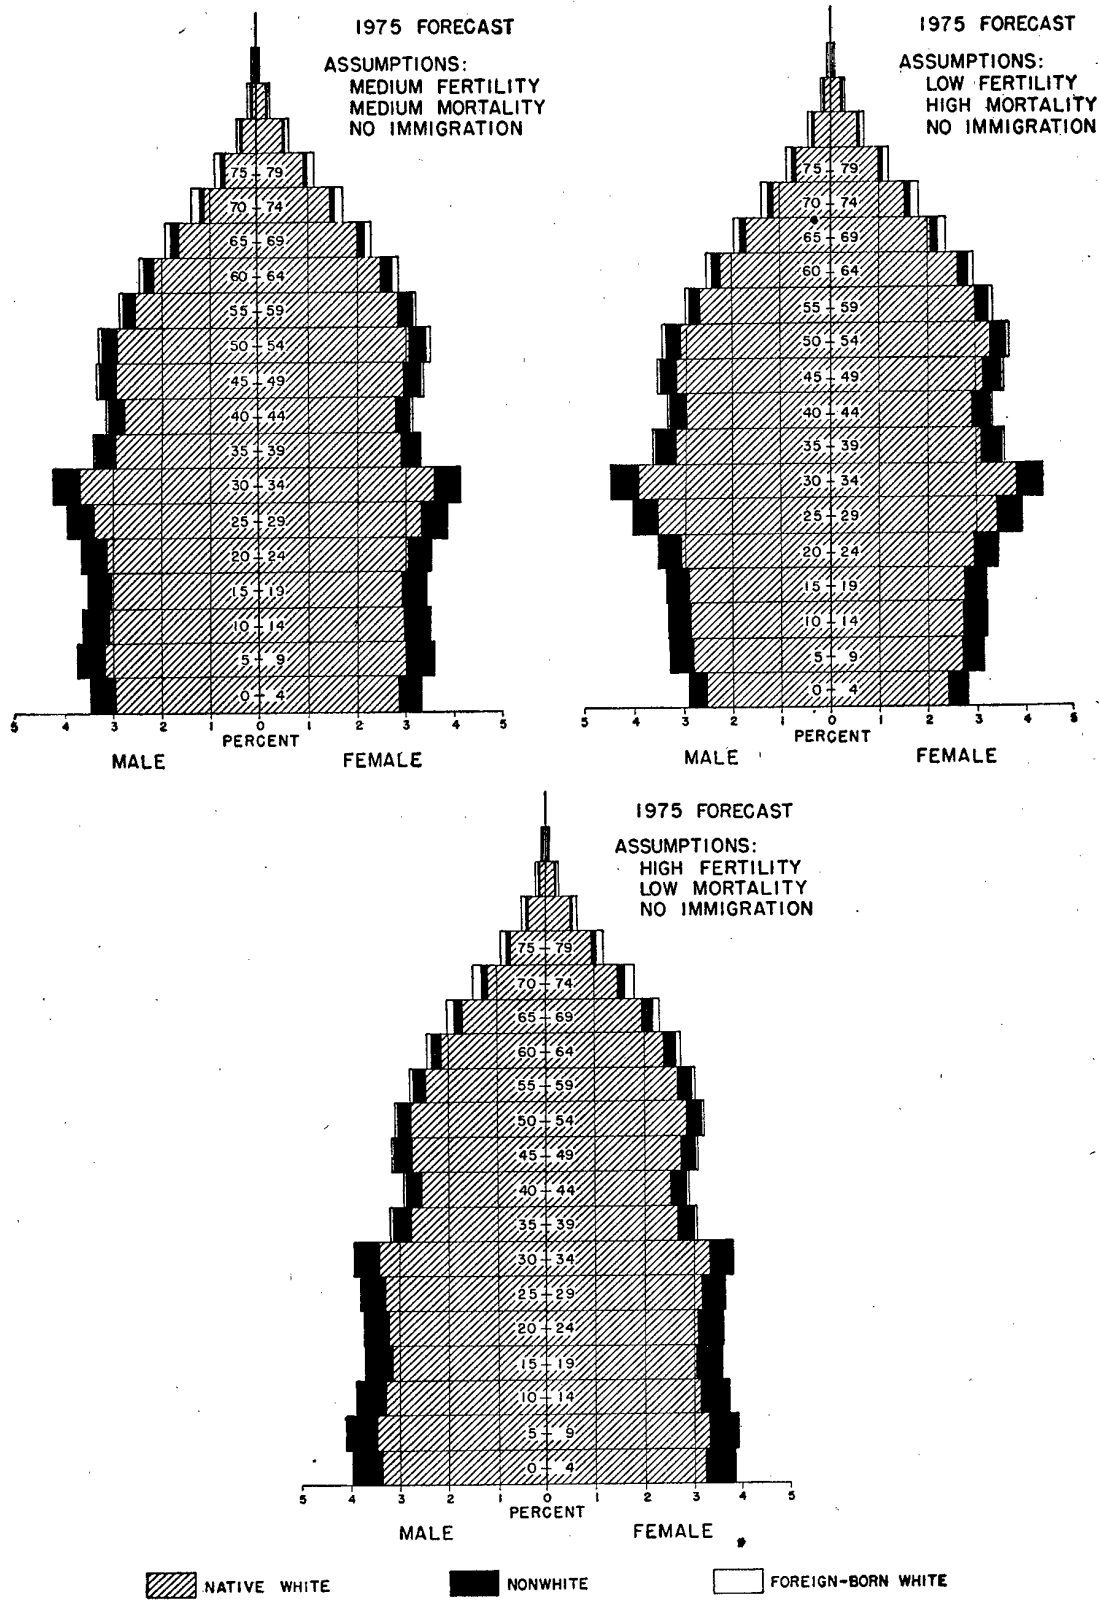 1975 FORECAST
ASSUMPTIONS:
MEDIUM FERTILITY
MEDIUM MORTALITY
NO IMMIGRATION
75 79
70 74
65 69
60 64
55 59
50 54
45 49
40 44
35 39
30 34
25 29
20 24
15 19
10 14
5 9
0 4
5 4 3 2 1 0 1 2 3 4 5
PERCENT
MALE FEMALE
1975 FORECAST
ASSUMPTIONS:
LOW FERTILITY
HIGH MORTALITY
NO IMMIGRATION
75 79
70 74
65 69
60 64
55 59
50 54
45 49
40 44
35 39
30 34
25 29
20 24
15 19
10 14
5 9
0 4
5 4 3 2 1 0 1 2 3 4 5
PERCENT
MALE FEMALE
1975 FORECAST
ASSUMPTIONS:
HIGH FERTILITY
LOW MORTALITY
NO IMMIGRATION
75 79
70 74
65 69
60 64
55 59
50 54
45 49
40 44
35 39
30 34
25 29
20 24
15 19
10 14
5 9
0 4
5 4 3 2 1 0 1 2 3 4 5
PERCENT
MALE FEMALE
NATIVE WHITE NONWHITE FOREIGN-BORN WHITE